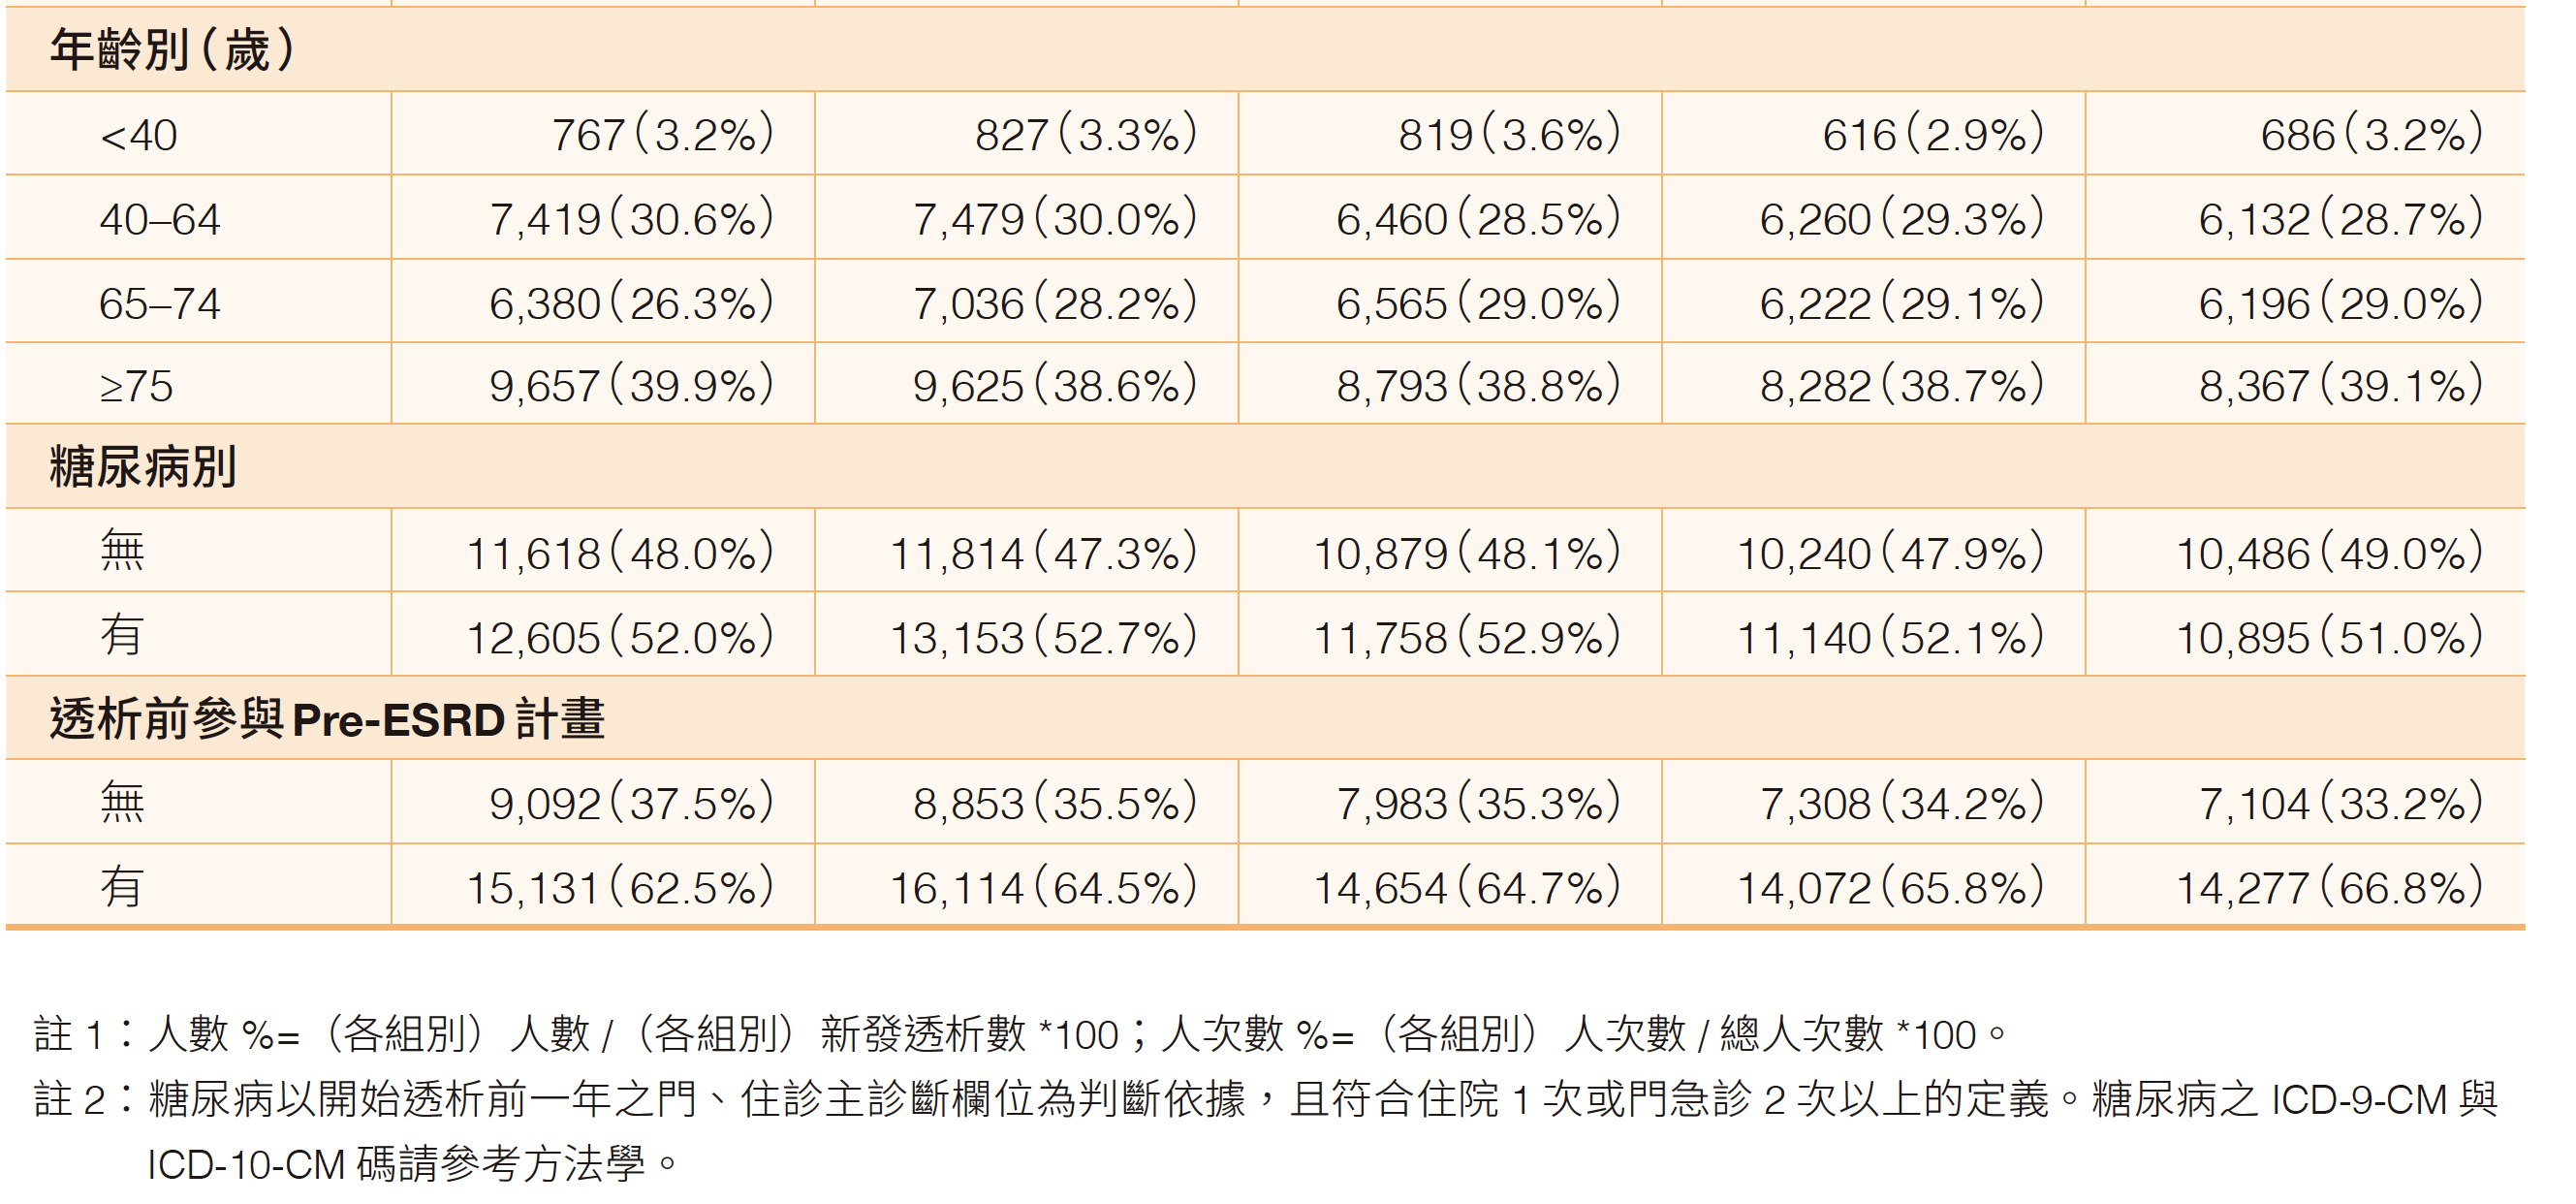 年齡別（歲）
<40 767（3.2%） 827（3.3%） 819（3.6%） 616（2.9%） 686（3.2%）
40–64 7,419（30.6%） 7,479（30.0%） 6,460（28.5%） 6,260（29.3%） 6,132（28.7%）
65–74 6,380（26.3%） 7,036（28.2%） 6,565（29.0%） 6,222（29.1%） 6,196（29.0%）
≥75 9,657（39.9%） 9,625（38.6%） 8,793（38.8%） 8,282（38.7%） 8,367（39.1%）
糖尿病別
無 11,618（48.0%） 11,814（47.3%） 10,879（48.1%） 10,240（47.9%） 10,486（49.0%）
有 12,605（52.0%） 13,153（52.7%） 11,758（52.9%） 11,140（52.1%） 10,895（51.0%）
透析前參與Pre-ESRD計畫
無 9,092（37.5%） 8,853（35.5%） 7,983（35.3%） 7,308（34.2%） 7,104（33.2%）
有 15,131（62.5%） 16,114（64.5%） 14,654（64.7%） 14,072（65.8%） 14,277（66.8%）
註 1：人數 %=（各組別）人數 /（各組別）新發透析數 *100；人次數 %=（各組別）人次數 / 總人次數 *100。
註 2：糖尿病以開始透析前一年之門、住診主診斷欄位為判斷依據，且符合住院 1 次或門急診 2 次以上的定義。糖尿病之 ICD-9-CM 與
ICD-10-CM 碼請參考方法學。